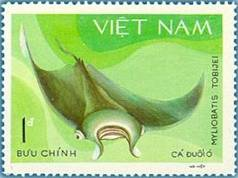 VIỆT NAM
MYLIOBATIS TOBIJEI
1đ
BƯU CHÍNH
CÁ ĐUỐI Ó